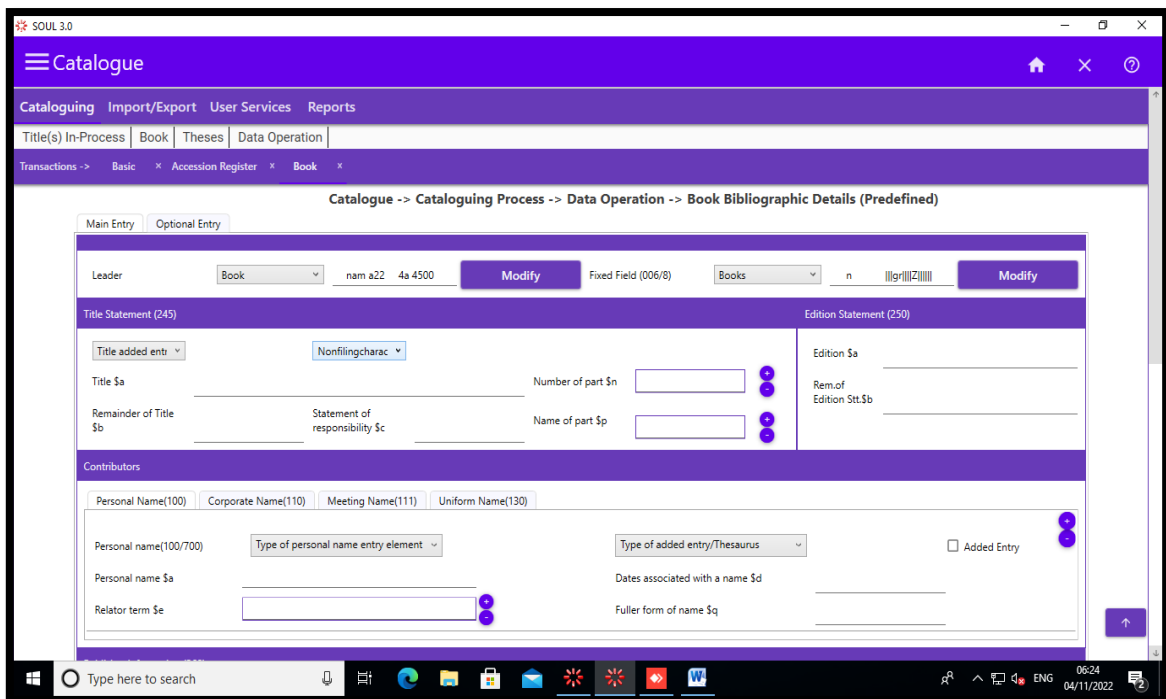 SOUL 3.0
Catalogue
Cataloguing Import/Export User Services Reports
Title(s) In-Process Book Theses Data Operation
Transactions -> Basic × Accession Register × Book ×
Catalogue -> Cataloguing Process -> Data Operation -> Book Bibliographic Details (Predefined)
Main Entry Optional Entry
Leader Book nam a22 4a 4500 Modify Fixed Field (006/8) Books n |||gr||||Z|||||| Modify
Title Statement (245) Edition Statement (250)
Title added entr Nonfilingcharac
Edition $a
Title $a Number of part $n + -
Rem.of
Edition Stt.$b
Remainder of Title
$b
Statement of
responsibility $c
Name of part $p + -
Contributors
Personal Name(100) Corporate Name(110) Meeting Name(111) Uniform Name(130)
+ -
Personal name(100/700) Type of personal name entry element Type of added entry/Thesaurus Added Entry
Personal name $a Dates associated with a name $d
Relator term $e + - Fuller form of name $q
Type here to search
ENG
06:24
04/11/2022
2